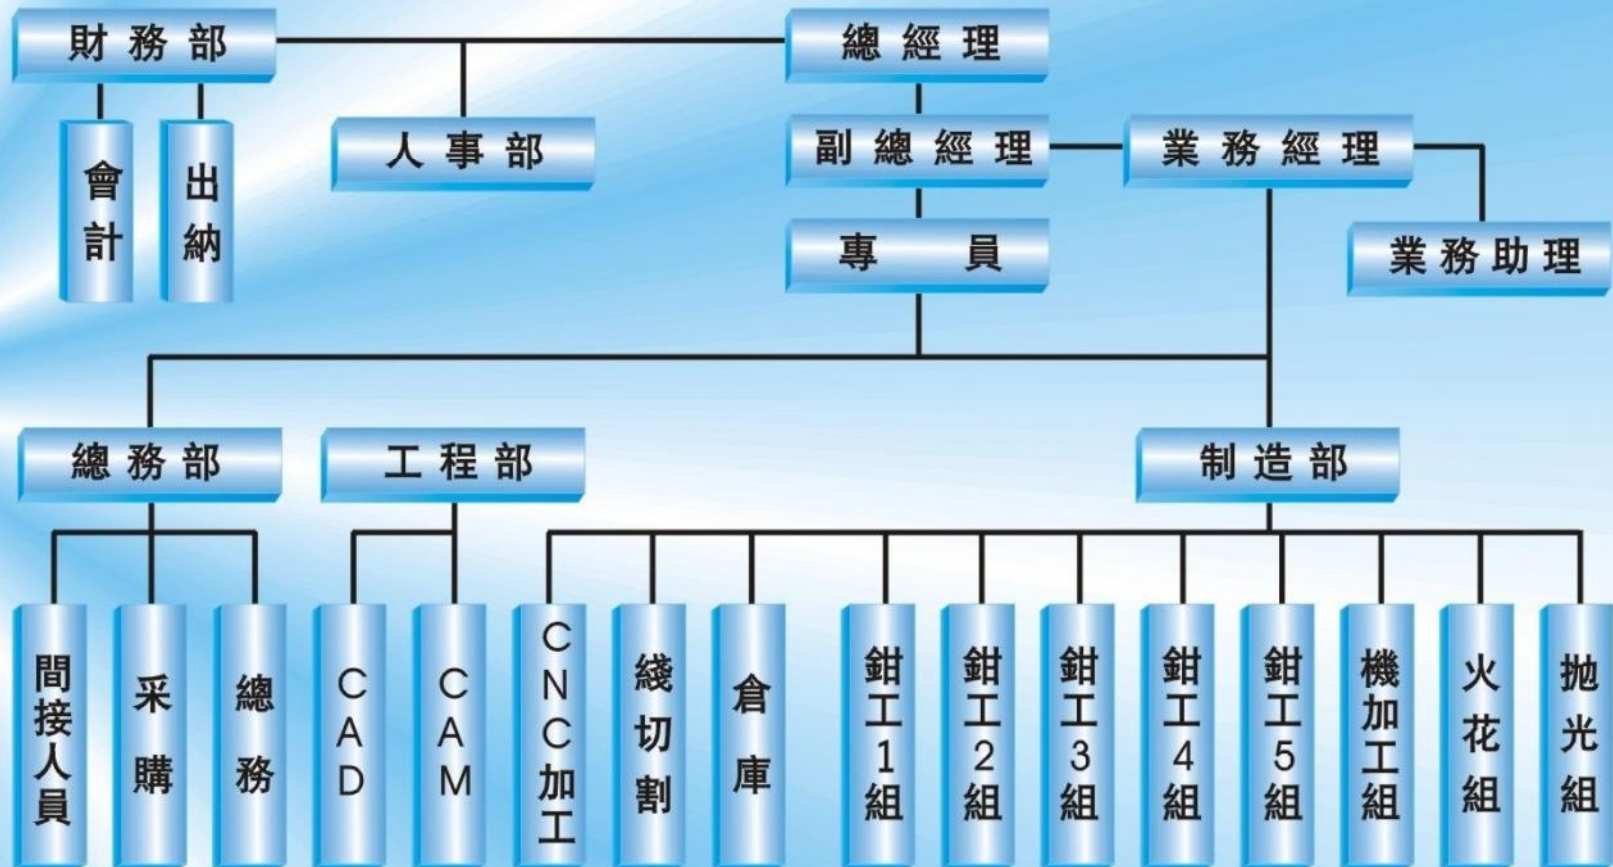 財務部
總經理
人事部
副總經理
業務經理
會計
出納
專員
業務助理
總務部
工程部
制造部
間接人員
采購
總務
CAD
CAM
CNC加工
綫切割
倉庫
鉗工1組
鉗工2組
鉗工3組
鉗工4組
鉗工5組
機加工組
火花組
抛光組